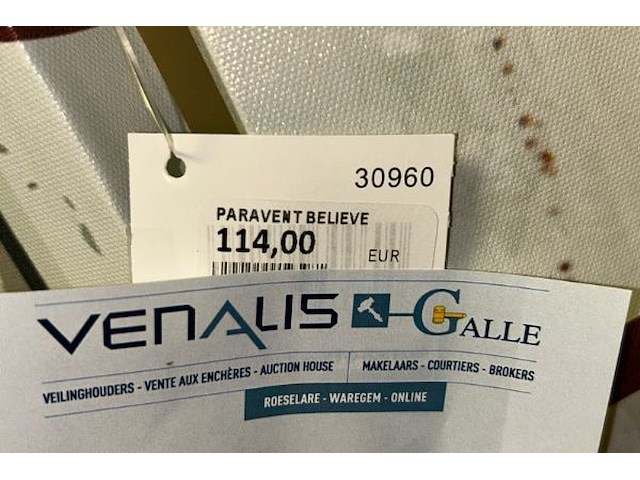 30960
PARAVENT BELIEVE
114,00
EUR
VENALIS GALLE
VEILINGHOUDERS - VENTE AUX ENCHÈRES - AUCTION HOUSE
MAKELAARS - COURTIERS - BROKERS
ROESELARE - WAREGEM - ONLINE